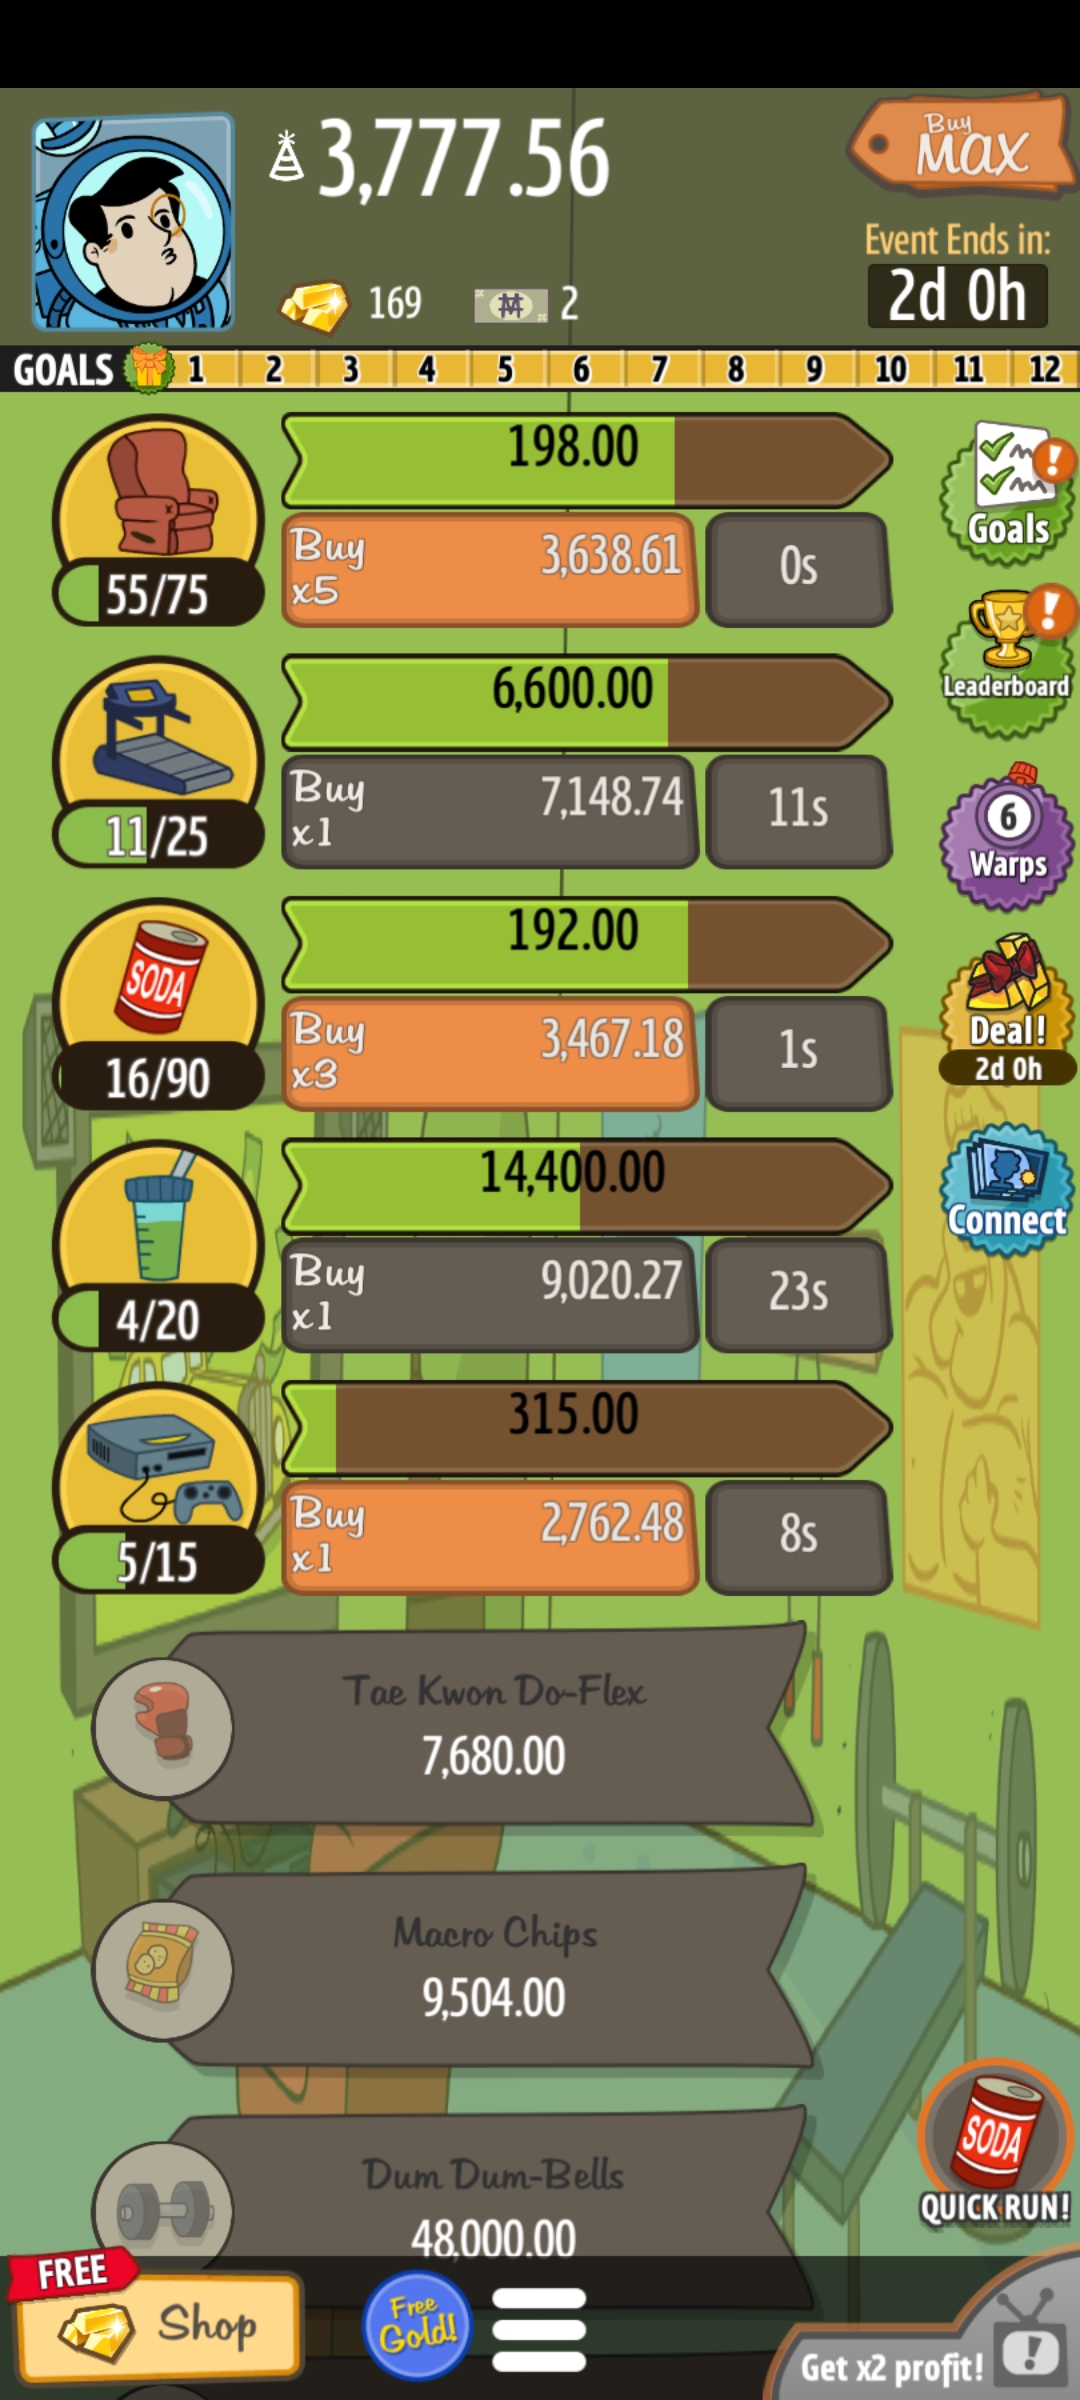 3,777.56
Buy
MAX
169
2
Event Ends in:
2d 0h
GOALS 1 2 3 4 5 6 7 8 9 10 11 12
198.00
Buy
x5
3,638.61
0s
55/75
Goals
6,600.00
Buy
x1
7,148.74
11s
11/25
Leaderboard
6
Warps
192.00
SODA
Buy
x3
3,467.18
1s
16/90
Deal!
2d 0h
14,400.00
Buy
x1
9,020.27
23s
4/20
Connect
315.00
Buy
x1
2,762.48
8s
5/15
Tae Kwon Do-Flex
7,680.00
Macro Chips
9,504.00
Dum Dum-Bells
48,000.00
SODA
QUICK RUN!
FREE
Shop
Free
Gold!
Get x2 profit!